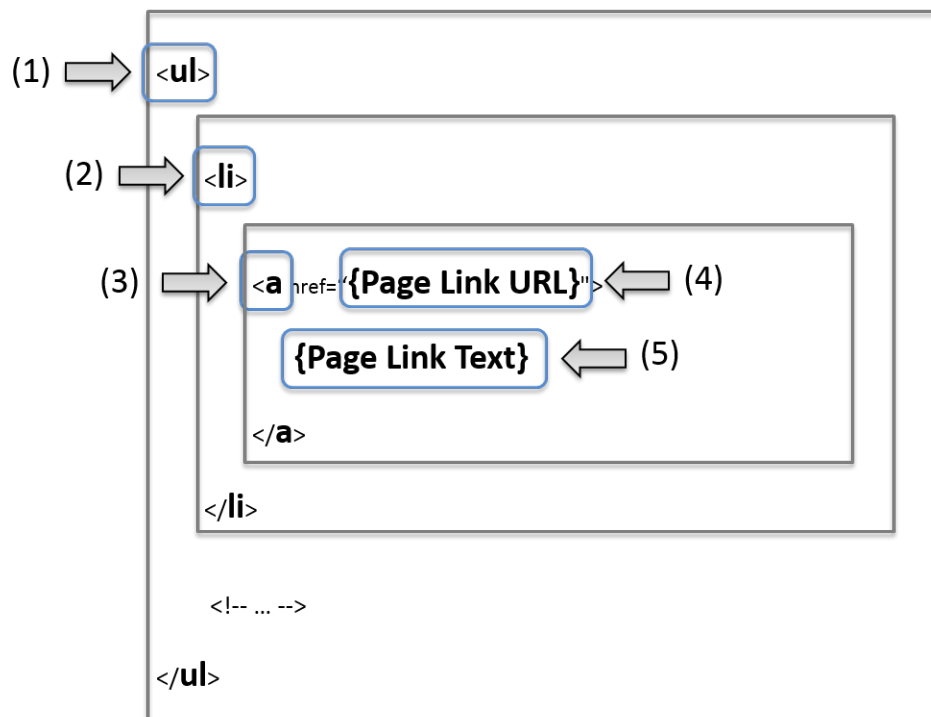 (1) <ul>
(2) <li>
(3) <a href=“{Page Link URL}"> (4)
{Page Link Text} (5)
</a>
</li>
<!-- ... -->
</ul>